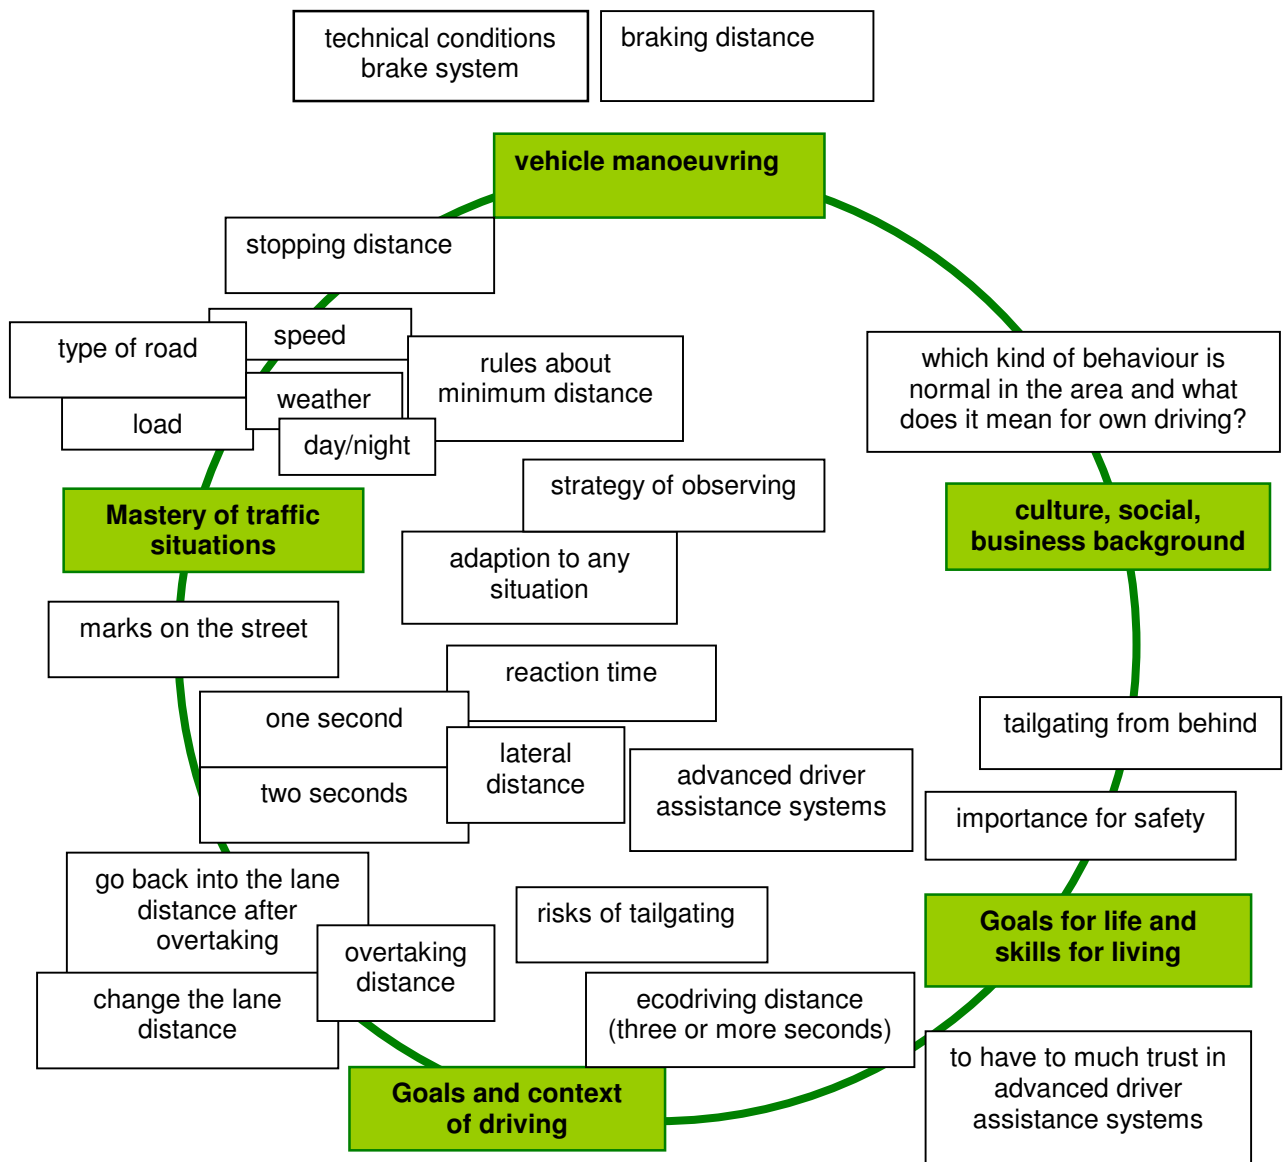 technical conditions
brake system
braking distance
vehicle manoeuvring
stopping distance
speed
type of road
rules about
minimum distance
which kind of behaviour is
normal in the area and what
does it mean for own driving?
weather
load
day/night
strategy of observing
Mastery of traffic
situations
culture, social,
business background
adaption to any
situation
marks on the street
reaction time
one second
lateral
distance
tailgating from behind
two seconds
advanced driver
assistance systems
importance for safety
go back into the lane
distance after
overtaking
risks of tailgating
Goals for life and
skills for living
overtaking
distance
change the lane
distance
ecodriving distance
(three or more seconds)
to have to much trust in
advanced driver
assistance systems
Goals and context
of driving